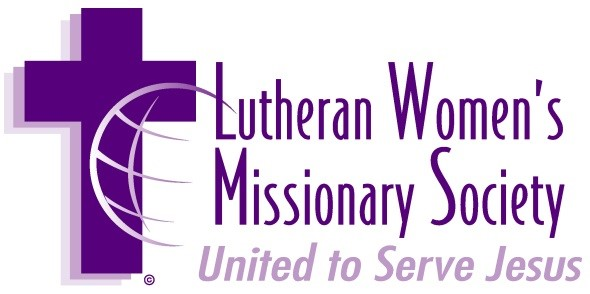 Lutheran Women's
Missionary Society
United to Serve Jesus
©